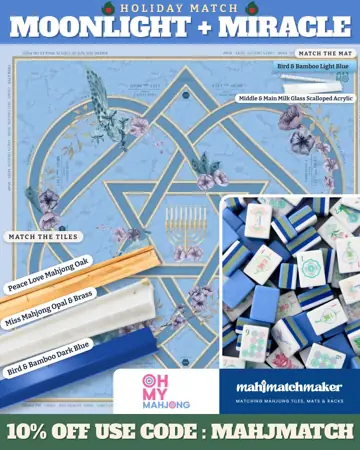 HOLIDAY MATCH
MOONLIGHT + MIRACLE
MATCH THE MAT
Bird & Bamboo Light Blue
Middle & Main Milk Glass Scalloped Acrylic
MATCH THE TILES
Peace Love Mahjong Oak
Miss Mahjong Opal & Brass
Bird & Bamboo Dark Blue
OH
MY
MAHJONG
mahjmatchmaker
MATCHING MAHJONG TILES, MATS & RACKS
10% OFF USE CODE : MAHJMATCH